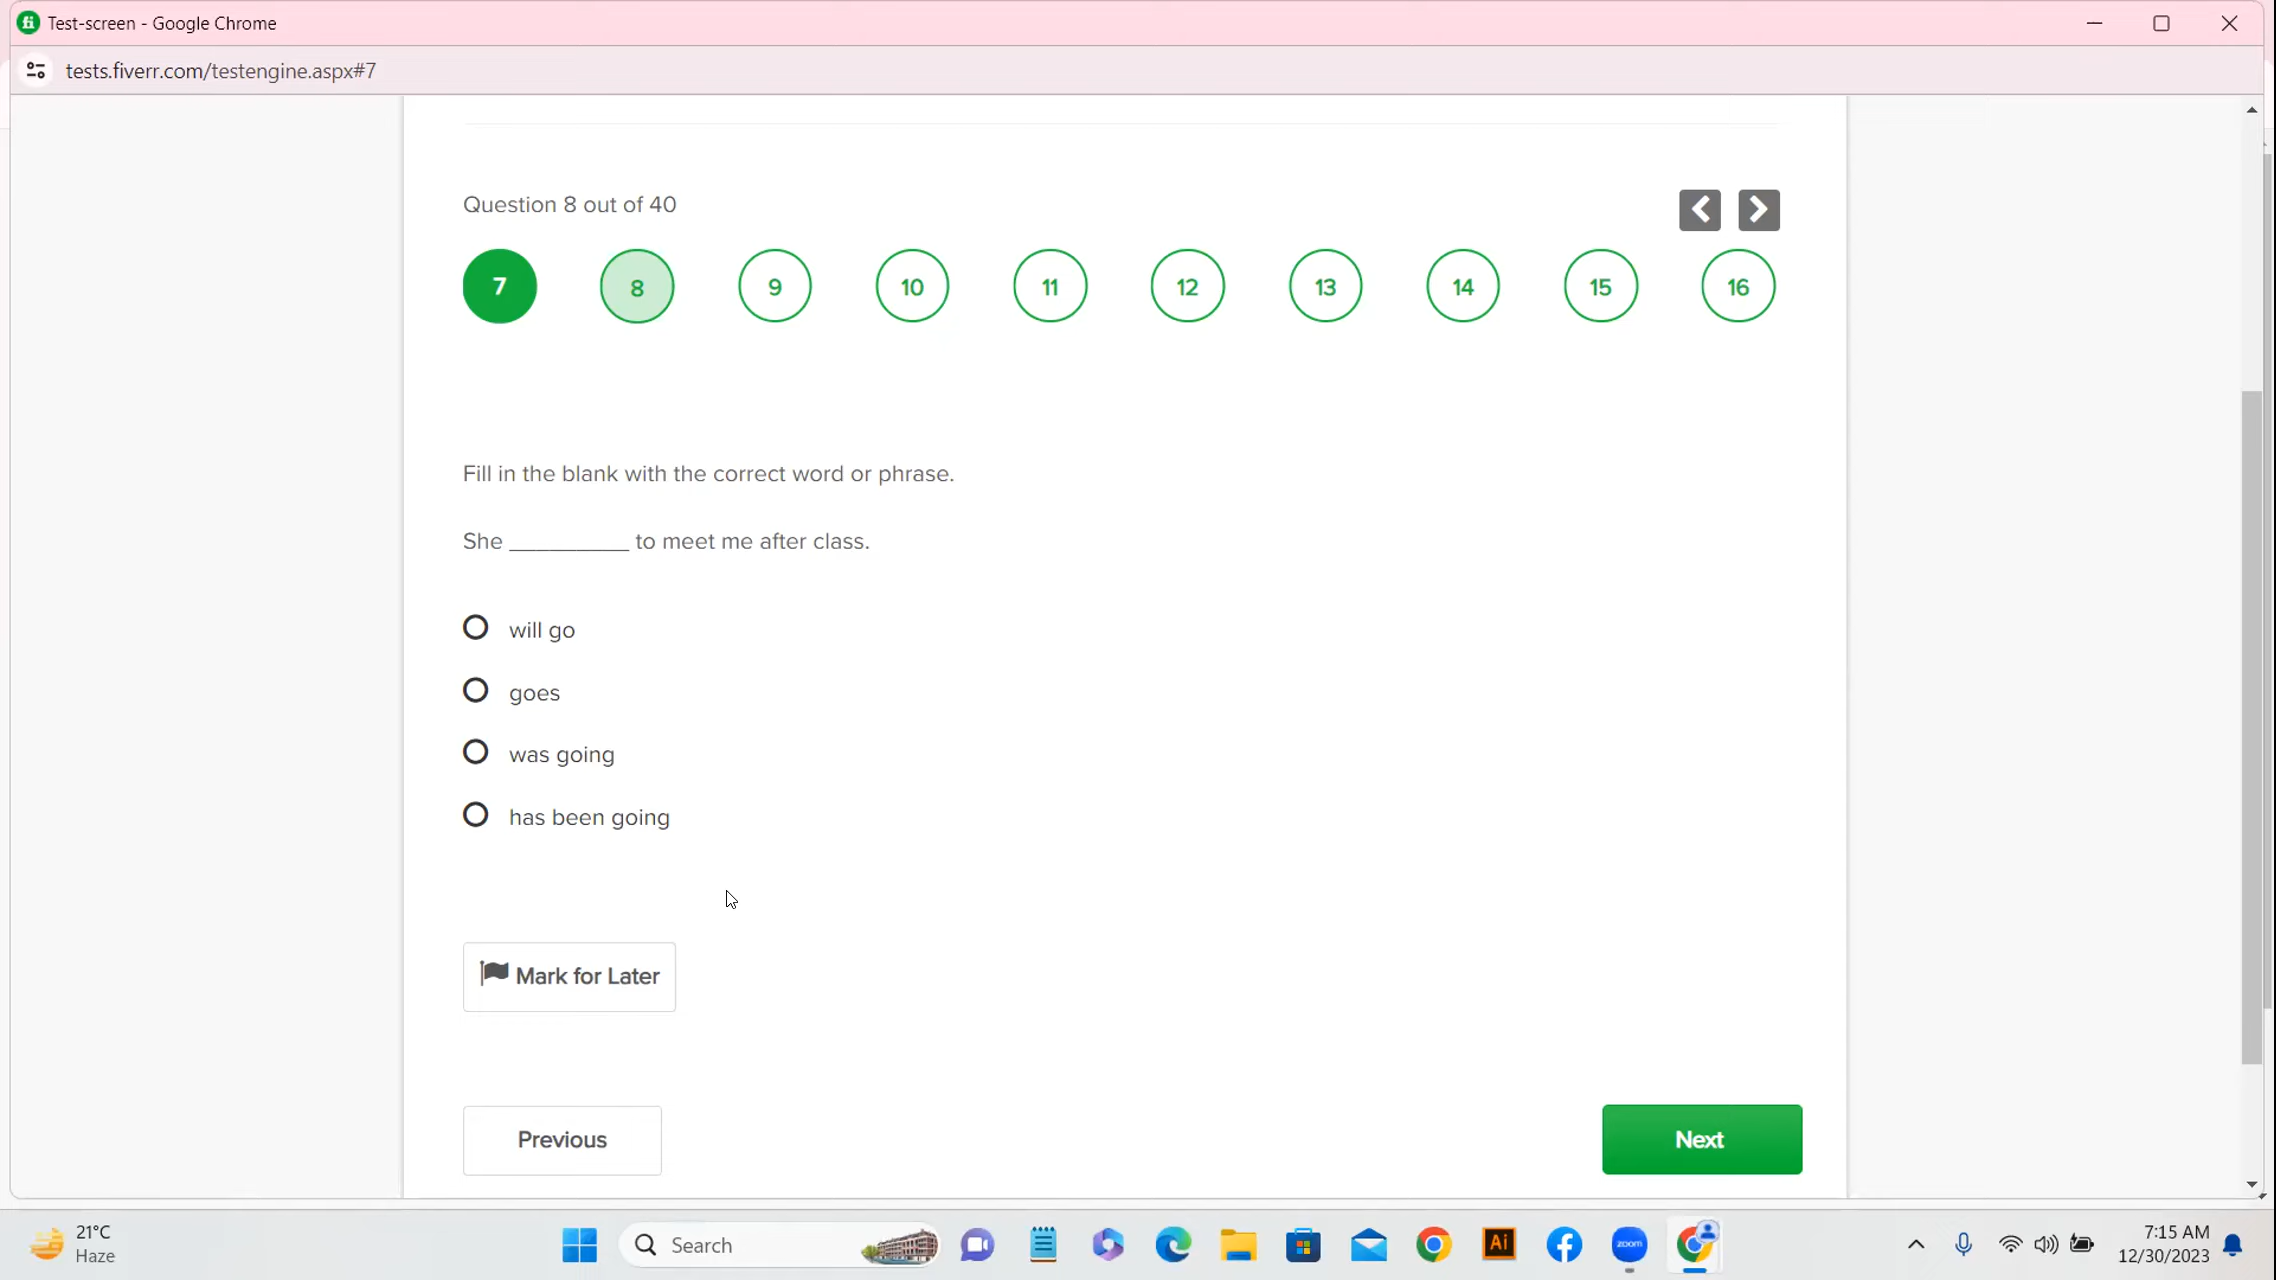 fi Test-screen - Google Chrome
tests.fiverr.com/testengine.aspx#7
Question 8 out of 40
7 8 9 10 11 12 13 14 15 16
Fill in the blank with the correct word or phrase.
She __________ to meet me after class.
will go
goes
was going
has been going
Mark for Later
Previous
Next
21°C
Haze
Search
Ai
zoom
7:15 AM
12/30/2023